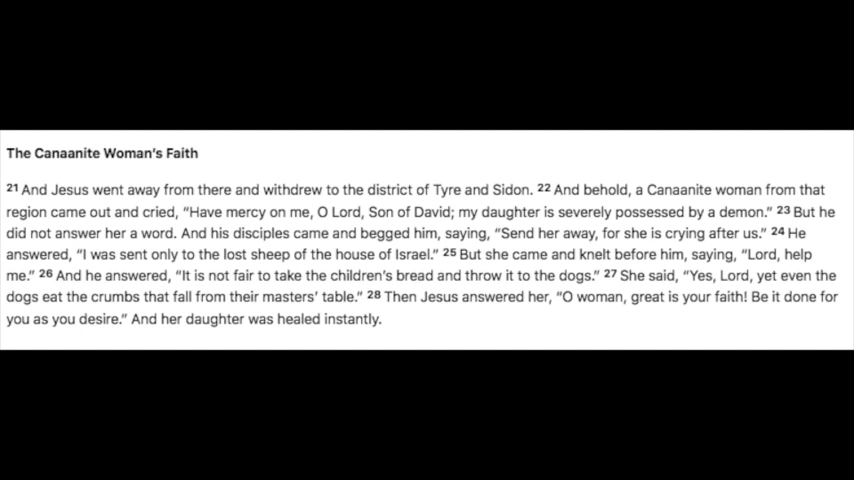 The Canaanite Woman’s Faith
21 And Jesus went away from there and withdrew to the district of Tyre and Sidon. 22 And behold, a Canaanite woman from that
region came out and cried, “Have mercy on me, O Lord, Son of David; my daughter is severely possessed by a demon.” 23 But he
did not answer her a word. And his disciples came and begged him, saying, “Send her away, for she is crying after us.” 24 He
answered, “I was sent only to the lost sheep of the house of Israel.” 25 But she came and knelt before him, saying, “Lord, help
me.” 26 And he answered, “It is not fair to take the children’s bread and throw it to the dogs.” 27 She said, “Yes, Lord, yet even the
dogs eat the crumbs that fall from their masters’ table.” 28 Then Jesus answered her, “O woman, great is your faith! Be it done for
you as you desire.” And her daughter was healed instantly.